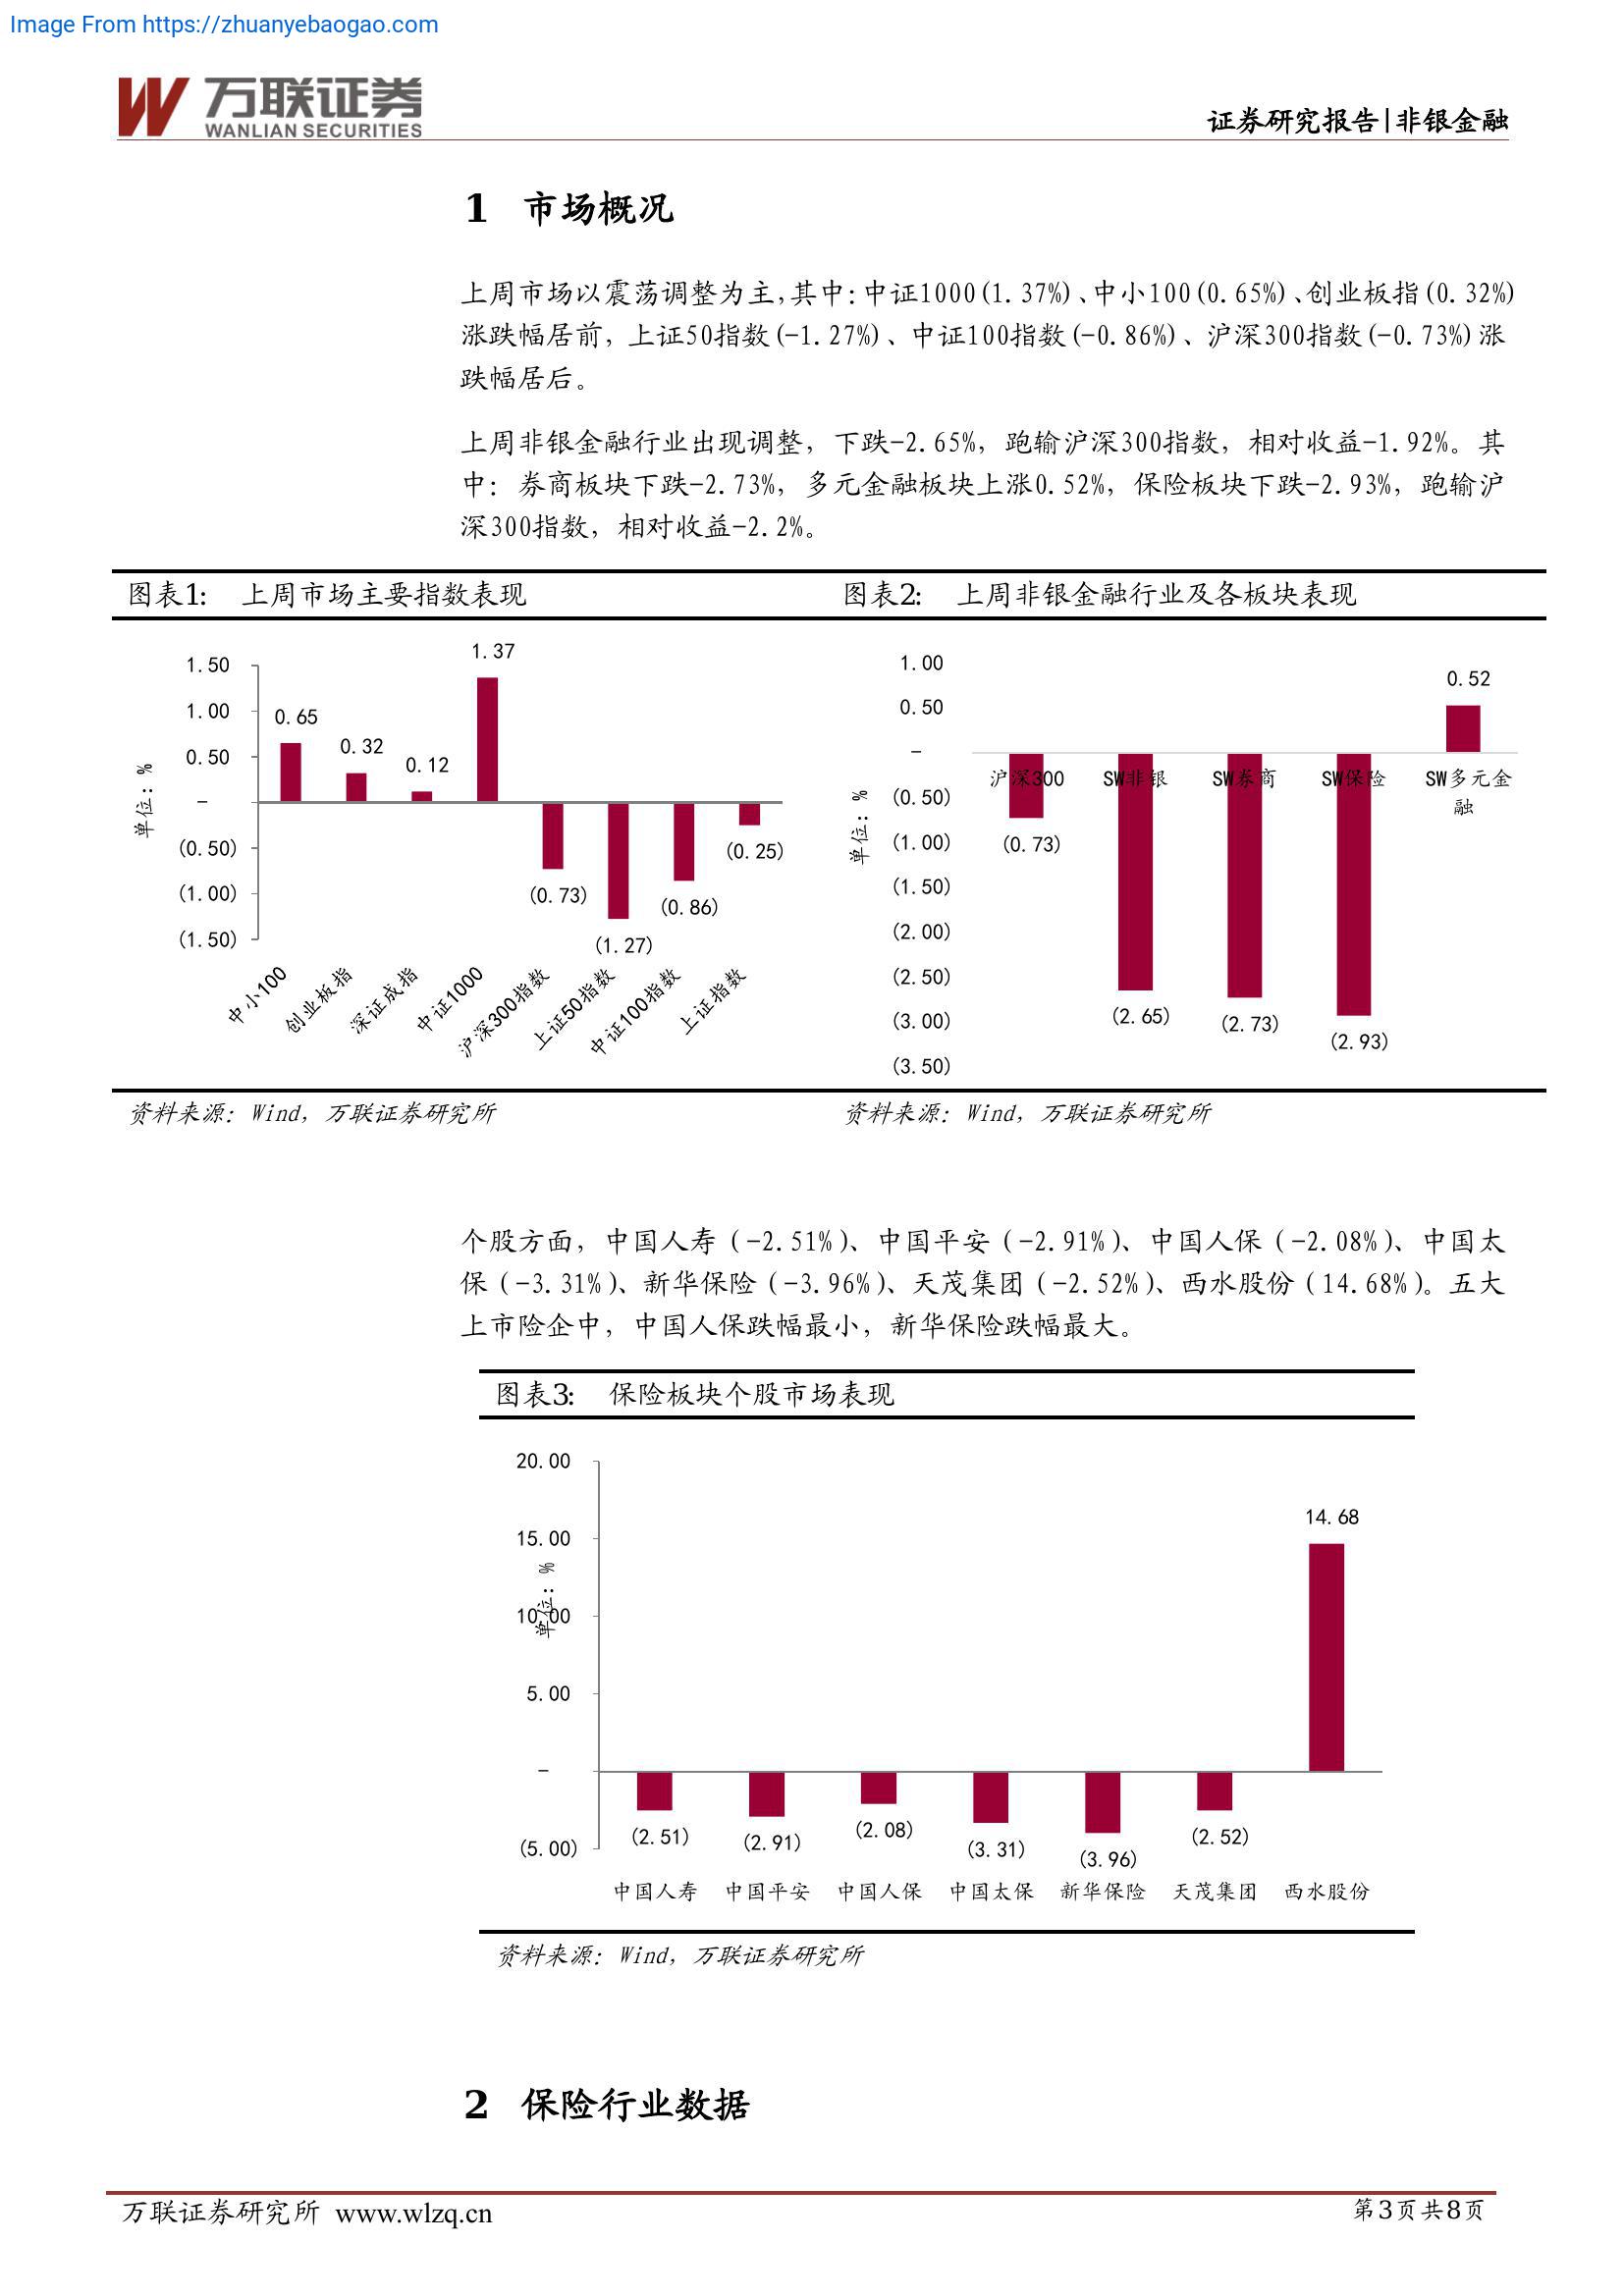 Image From https://zhuanyebaogao.com
万联证券
WANLIAN SECURITIES
证券研究报告|非银金融
1 市场概况
上周市场以震荡调整为主,其中:中证1000(1.37%)、中小100(0.65%)、创业板指(0.32%)
涨跌幅居前，上证50指数(-1.27%)、中证100指数(-0.86%)、沪深300指数(-0.73%)涨
跌幅居后。
上周非银金融行业出现调整，下跌-2.65%，跑输沪深300指数，相对收益-1.92%。其
中：券商板块下跌-2.73%，多元金融板块上涨0.52%，保险板块下跌-2.93%，跑输沪
深300指数，相对收益-2.2%。
图表1: 上周市场主要指数表现
单位：%
1.50
1.00
0.50
-
(0.50)
(1.00)
(1.50)
0.65
0.32
0.12
1.37
(0.73)
(1.27)
(0.86)
(0.25)
中小100
创业板指
深证成指
中证1000
沪深300指数
上证50指数
中证100指数
上证指数
资料来源：Wind，万联证券研究所
图表2: 上周非银金融行业及各板块表现
单位：%
1.00
0.50
-
(0.50)
(1.00)
(1.50)
(2.00)
(2.50)
(3.00)
(3.50)
沪深300
SW非银
SW券商
SW保险
SW多元金
融
(0.73)
(2.65)
(2.73)
(2.93)
0.52
资料来源：Wind，万联证券研究所
个股方面，中国人寿（-2.51%）、中国平安（-2.91%）、中国人保（-2.08%）、中国太
保（-3.31%）、新华保险（-3.96%）、天茂集团（-2.52%）、西水股份（14.68%）。五大
上市险企中，中国人保跌幅最小，新华保险跌幅最大。
图表3: 保险板块个股市场表现
单位：%
20.00
15.00
10.00
5.00
-
(5.00)
(2.51)
(2.91)
(2.08)
(3.31)
(3.96)
(2.52)
14.68
中国人寿
中国平安
中国人保
中国太保
新华保险
天茂集团
西水股份
资料来源：Wind，万联证券研究所
2 保险行业数据
万联证券研究所 www.wlzq.cn
第3页共8页